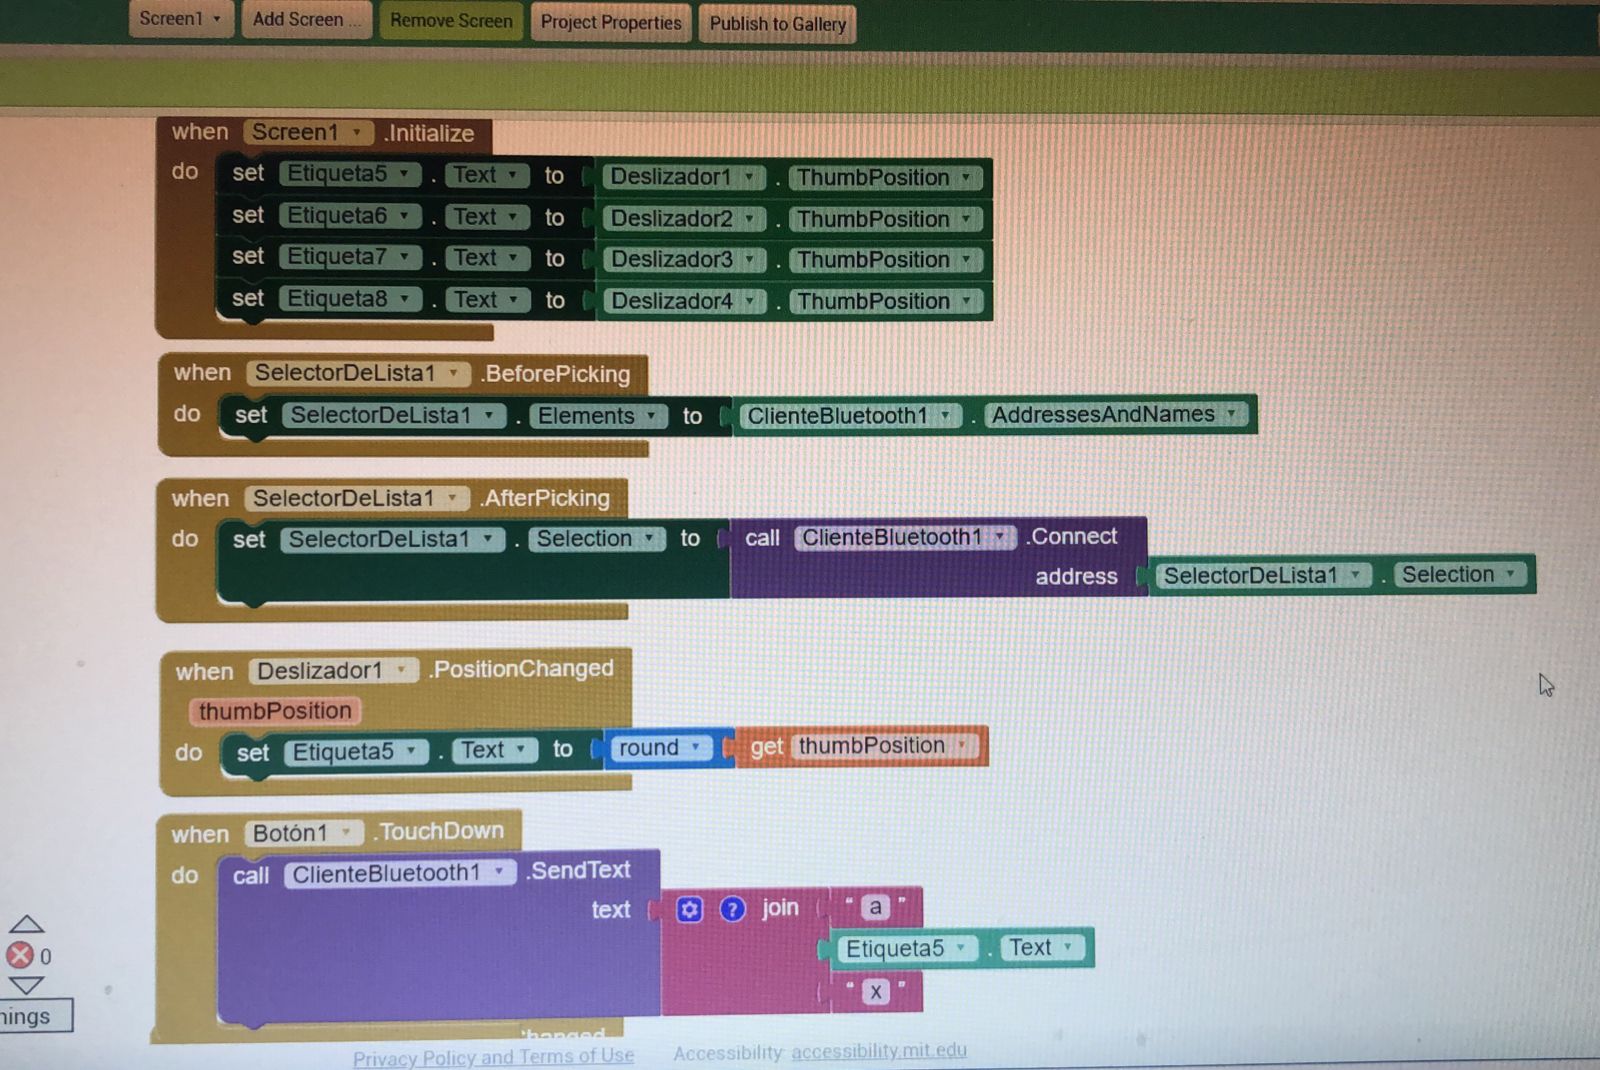 Screen1 Add Screen ... Remove Screen Project Properties Publish to Gallery
when Screen1 .Initialize
do set Etiqueta5 . Text to Deslizador1 . ThumbPosition
set Etiqueta6 . Text to Deslizador2 . ThumbPosition
set Etiqueta7 . Text to Deslizador3 . ThumbPosition
set Etiqueta8 . Text to Deslizador4 . ThumbPosition
when SelectorDeLista1 .BeforePicking
do set SelectorDeLista1 . Elements to ClienteBluetooth1 . AddressesAndNames
when SelectorDeLista1 .AfterPicking
do set SelectorDeLista1 . Selection to call ClienteBluetooth1 .Connect
address SelectorDeLista1 . Selection
when Deslizador1 .PositionChanged
thumbPosition
do set Etiqueta5 . Text to round get thumbPosition
when Botón1 .TouchDown
do call ClienteBluetooth1 .SendText
text ? join " a "
Etiqueta5 . Text
" x "
0
nings
Privacy Policy and Terms of Use Accessibility: accessibility.mit.edu